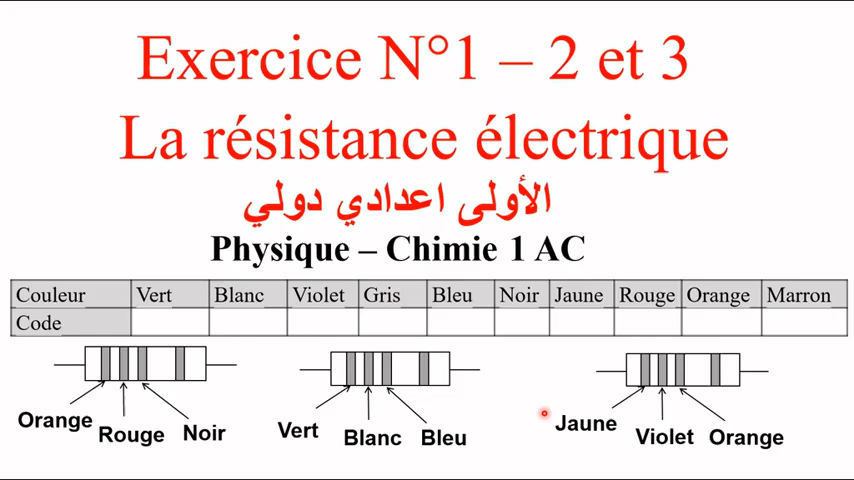 Exercice N°1 – 2 et 3
La résistance électrique
الأولى اعدادي دولي
Physique – Chimie 1 AC
Couleur Vert Blanc Violet Gris Bleu Noir Jaune Rouge Orange Marron
Code
Orange Rouge Noir
Vert Blanc Bleu
Jaune Violet Orange